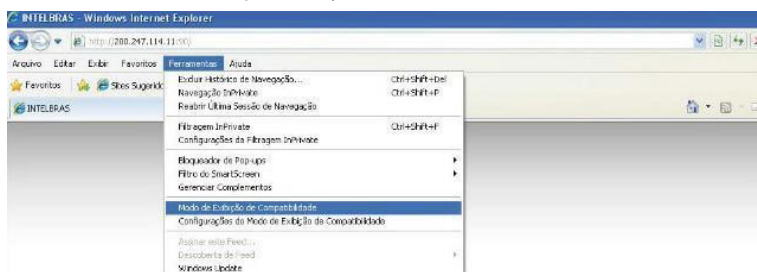 INTELBRAS - Windows Internet Explorer
http://200.247.114.11:90/
Arquivo Editar Exibir Favoritos Ferramentas Ajuda
Favoritos Sites Sugeridos
INTELBRAS
Excluir Histórico de Navegação... Ctrl+Shift+Del
Navegação InPrivate Ctrl+Shift+P
Reabrir Última Sessão de Navegação
Filtragem InPrivate Ctrl+Shift+F
Configurações da Filtragem InPrivate
Bloqueador de Pop-ups
Filtro do SmartScreen
Gerenciar Complementos
Modo de Exibição de Compatibilidade
Configurações do Modo de Exibição de Compatibilidade
Assinar este Feed...
Descoberta de Feed
Windows Update